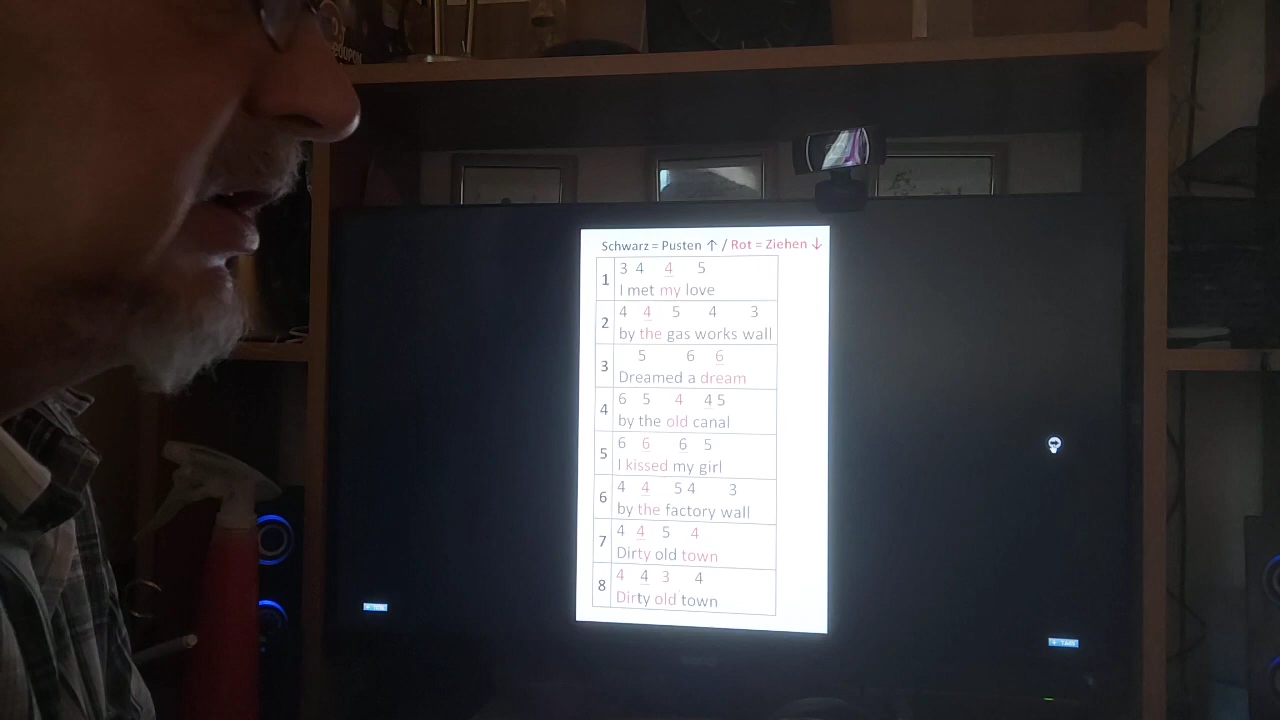 Schwarz = Pusten ↑ / Rot = Ziehen ↓
1
3 4 4 5
I met my love
2
4 4 5 4 3
by the gas works wall
3
5 6 6
Dreamed a dream
4
6 5 4 4 5
by the old canal
5
6 6 6 5
I kissed my girl
6
4 4 5 4 3
by the factory wall
7
4 4 5 4
Dirty old town
8
4 4 3 4
Dirty old town